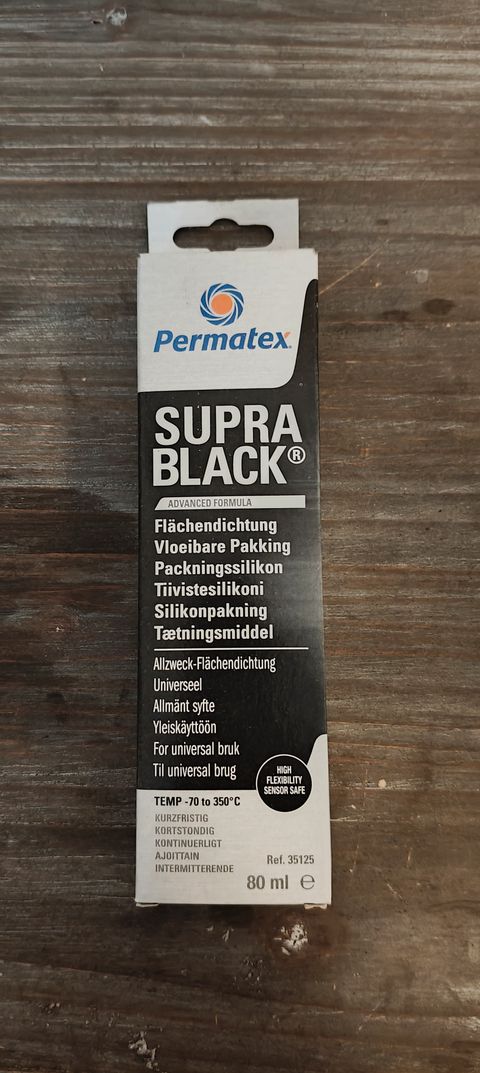 Permatex
SUPRA
BLACK®
ADVANCED FORMULA
Flächendichtung
Vloeibare Pakking
Packningssilikon
Tiivistesilikoni
Silikonpakning
Tætningsmiddel
Allzweck-Flächendichtung
Universeel
Allmänt syfte
Yleiskäyttöön
For universal bruk
Til universal brug
HIGH
FLEXIBILITY
SENSOR SAFE
TEMP -70 to 350°C
KURZFRISTIG
KORTSTONDIG
KONTINUERLIGT
AJOITTAIN
INTERMITTERENDE
Ref. 35125
80 ml ℮